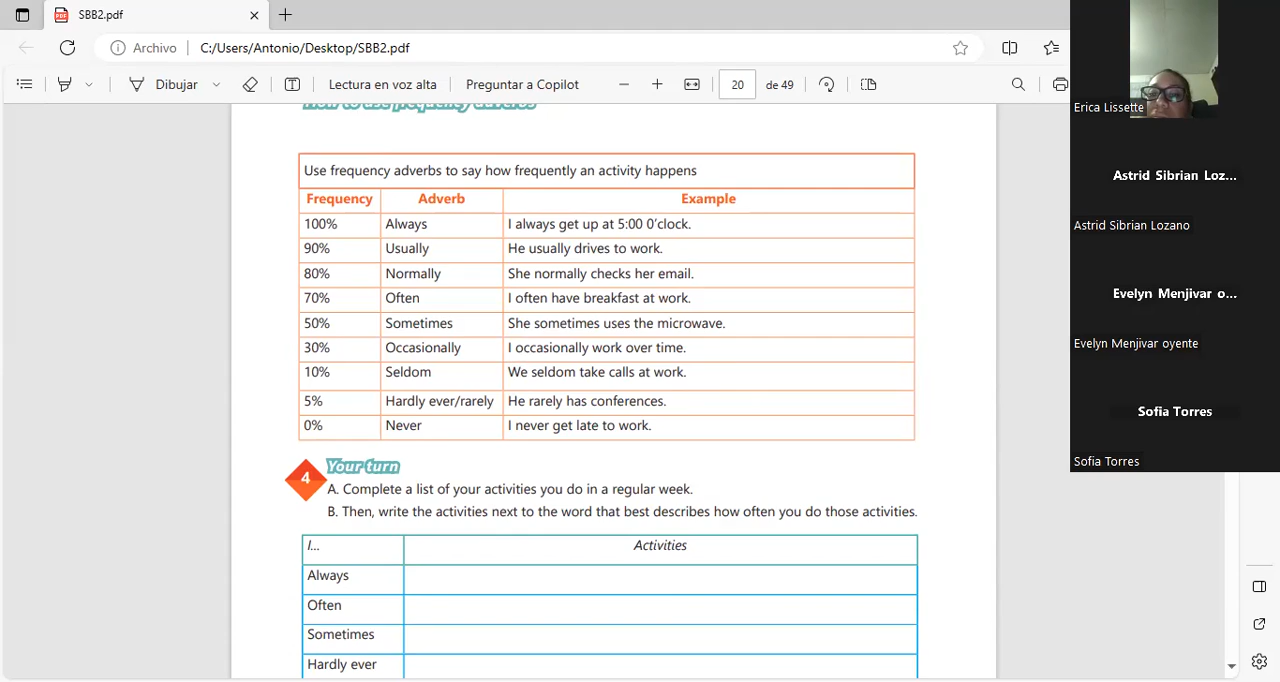 SBB2.pdf
Archivo
C:/Users/Antonio/Desktop/SBB2.pdf
Dibujar
Lectura en voz alta
Preguntar a Copilot
20
de 49
How to use frequency adverbs
Use frequency adverbs to say how frequently an activity happens
Frequency Adverb Example
100% Always I always get up at 5:00 0'clock.
90% Usually He usually drives to work.
80% Normally She normally checks her email.
70% Often I often have breakfast at work.
50% Sometimes She sometimes uses the microwave.
30% Occasionally I occasionally work over time.
10% Seldom We seldom take calls at work.
5% Hardly ever/rarely He rarely has conferences.
0% Never I never get late to work.
4 Your turn
A. Complete a list of your activities you do in a regular week.
B. Then, write the activities next to the word that best describes how often you do those activities.
I... Activities
Always
Often
Sometimes
Hardly ever
Erica Lissette
Astrid Sibrian Loz...
Astrid Sibrian Lozano
Evelyn Menjivar o...
Evelyn Menjivar oyente
Sofia Torres
Sofia Torres